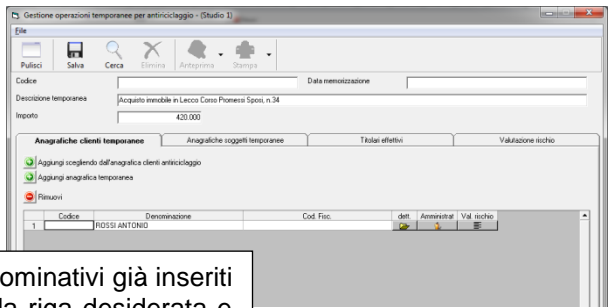 Gestione operazioni temporanee per antiriciclaggio - (Studio 1)
File
Pulisci Salva Cerca Elimina Anteprima Stampa
Codice Data memorizzazione
Descrizione temporanea Acquisto immobile in Lecco Corso Promessi Sposi, n.34
Importo 420.000
Anagrafiche clienti temporanee Anagrafiche soggetti temporanee Titolari effettivi Valutazione rischio
Aggiungi scegliendo dall'anagrafica clienti antiriciclaggio
Aggiungi anagrafica temporanea
Rimuovi
Codice Denominazione Cod. Fisc. dett. Amministrat Val. rischio
1 ROSSI ANTONIO
ominativi già inseriti
la riga desiderata e